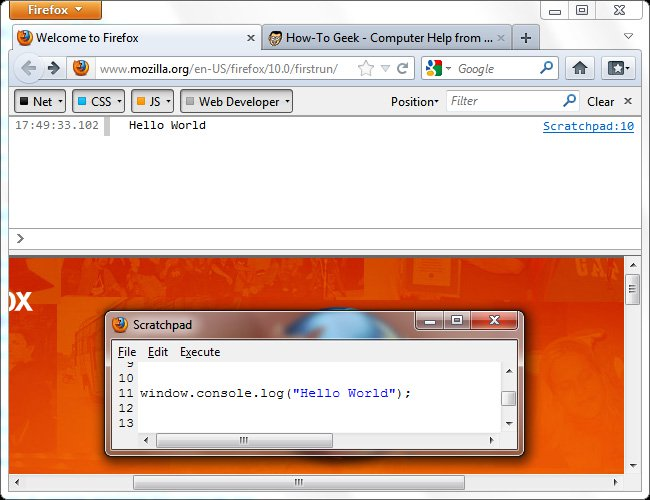 Firefox
Welcome to Firefox
How-To Geek - Computer Help from ...
www.mozilla.org/en-US/firefox/10.0/firstrun/
Google
Net CSS JS Web Developer Position Filter Clear
17:49:33.102 Hello World Scratchpad:10
OX
Scratchpad
File Edit Execute
9
10
11 window.console.log("Hello World");
12
13